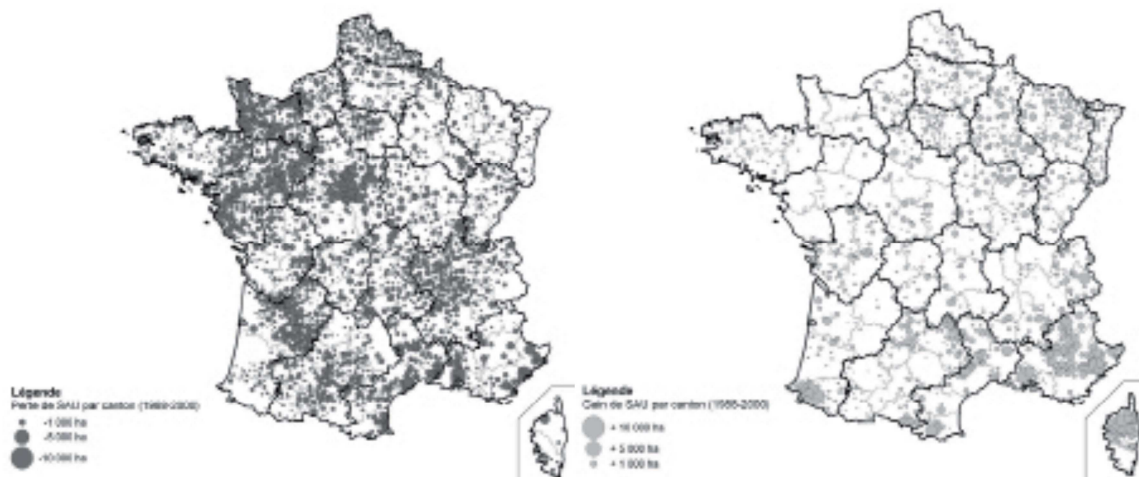 Légende
Perte de SAU par canton (1988-2000)
-1 000 ha
-5 000 ha
-10 000 ha
Légende
Gain de SAU par canton (1988-2000)
+ 10 000 ha
+ 5 000 ha
+ 1 000 ha